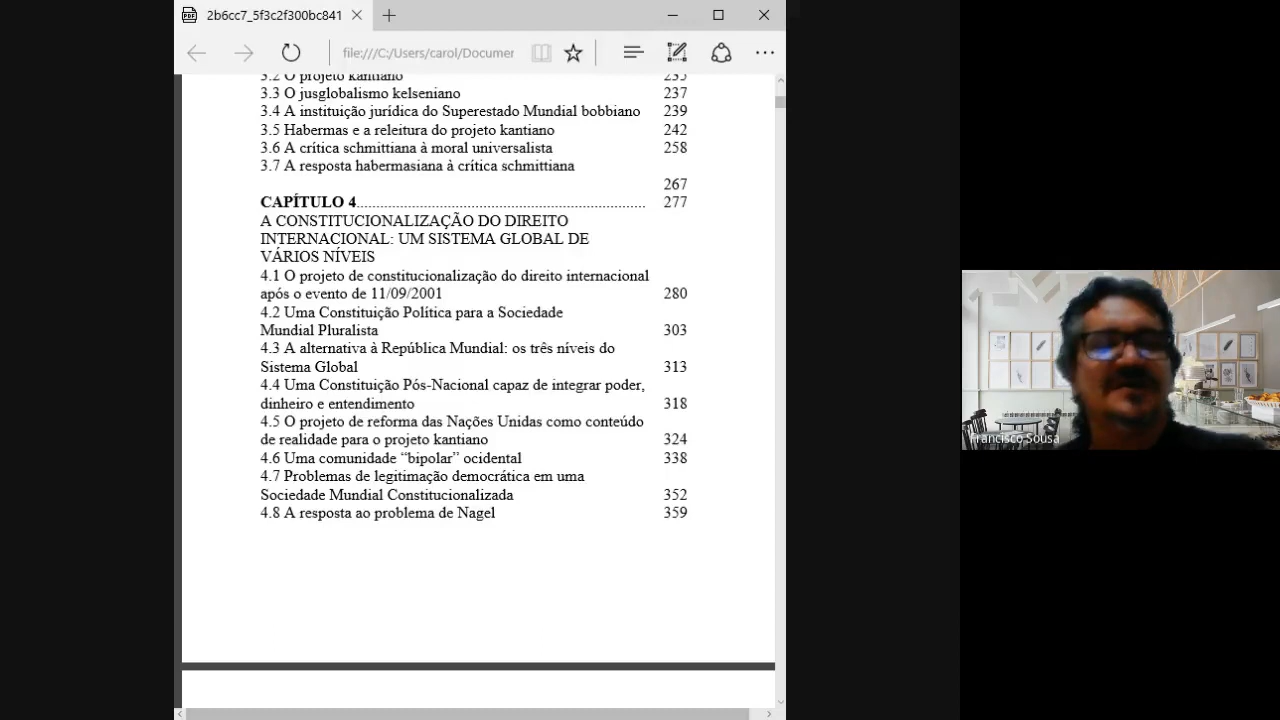 2b6cc7_5f3c2f300bc841
file:///C:/Users/carol/Documer
3.2 O projeto kantiano 235
3.3 O jusglobalismo kelseniano 237
3.4 A instituição jurídica do Superestado Mundial bobbiano 239
3.5 Habermas e a releitura do projeto kantiano 242
3.6 A crítica schmittiana à moral universalista 258
3.7 A resposta habermasiana à crítica schmittiana
267
CAPÍTULO 4........................................................................ 277
A CONSTITUCIONALIZAÇÃO DO DIREITO
INTERNACIONAL: UM SISTEMA GLOBAL DE
VÁRIOS NÍVEIS
4.1 O projeto de constitucionalização do direito internacional
após o evento de 11/09/2001 280
4.2 Uma Constituição Política para a Sociedade
Mundial Pluralista 303
4.3 A alternativa à República Mundial: os três níveis do
Sistema Global 313
4.4 Uma Constituição Pós-Nacional capaz de integrar poder,
dinheiro e entendimento 318
4.5 O projeto de reforma das Nações Unidas como conteúdo
de realidade para o projeto kantiano 324
4.6 Uma comunidade “bipolar” ocidental 338
4.7 Problemas de legitimação democrática em uma
Sociedade Mundial Constitucionalizada 352
4.8 A resposta ao problema de Nagel 359
Francisco Sousa